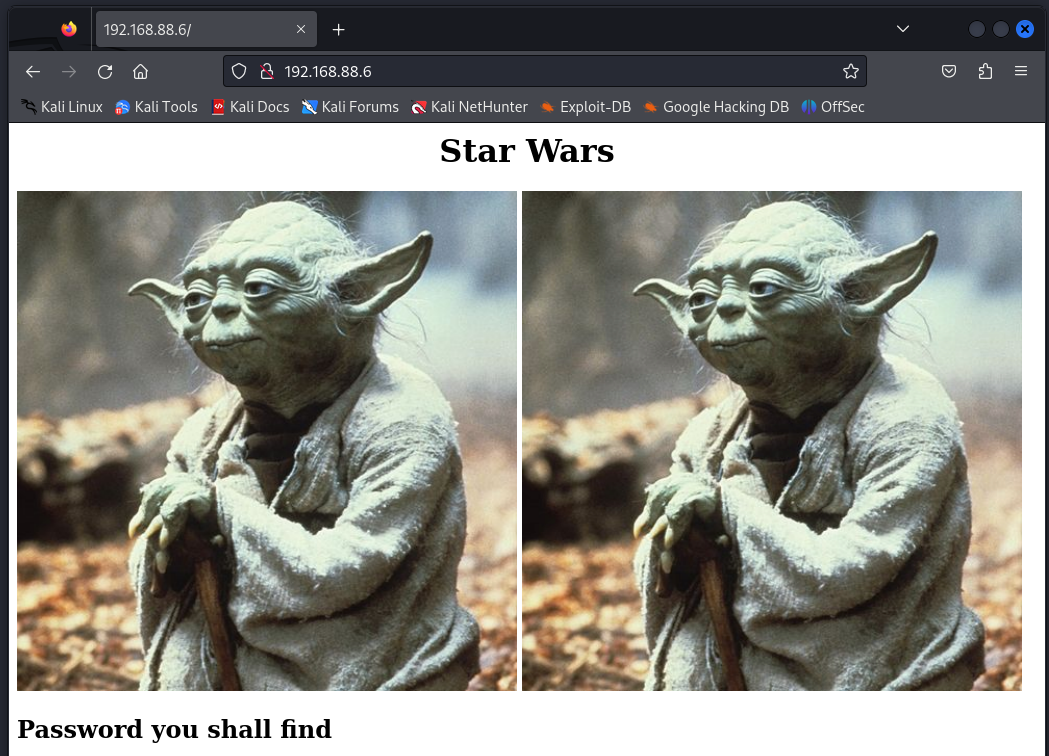 192.168.88.6/
192.168.88.6
Kali Linux Kali Tools Kali Docs Kali Forums Kali NetHunter Exploit-DB Google Hacking DB OffSec
Star Wars
Password you shall find